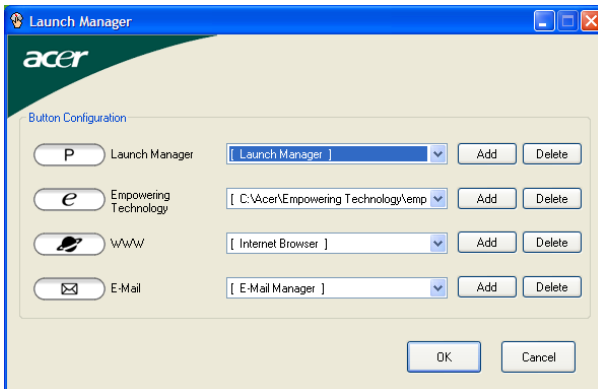 Launch Manager
acer
Button Configuration
P Launch Manager [ Launch Manager ] Add Delete
e Empowering Technology [ C:\Acer\Empowering Technology\emp Add Delete
WWW [ Internet Browser ] Add Delete
E-Mail [ E-Mail Manager ] Add Delete
OK Cancel